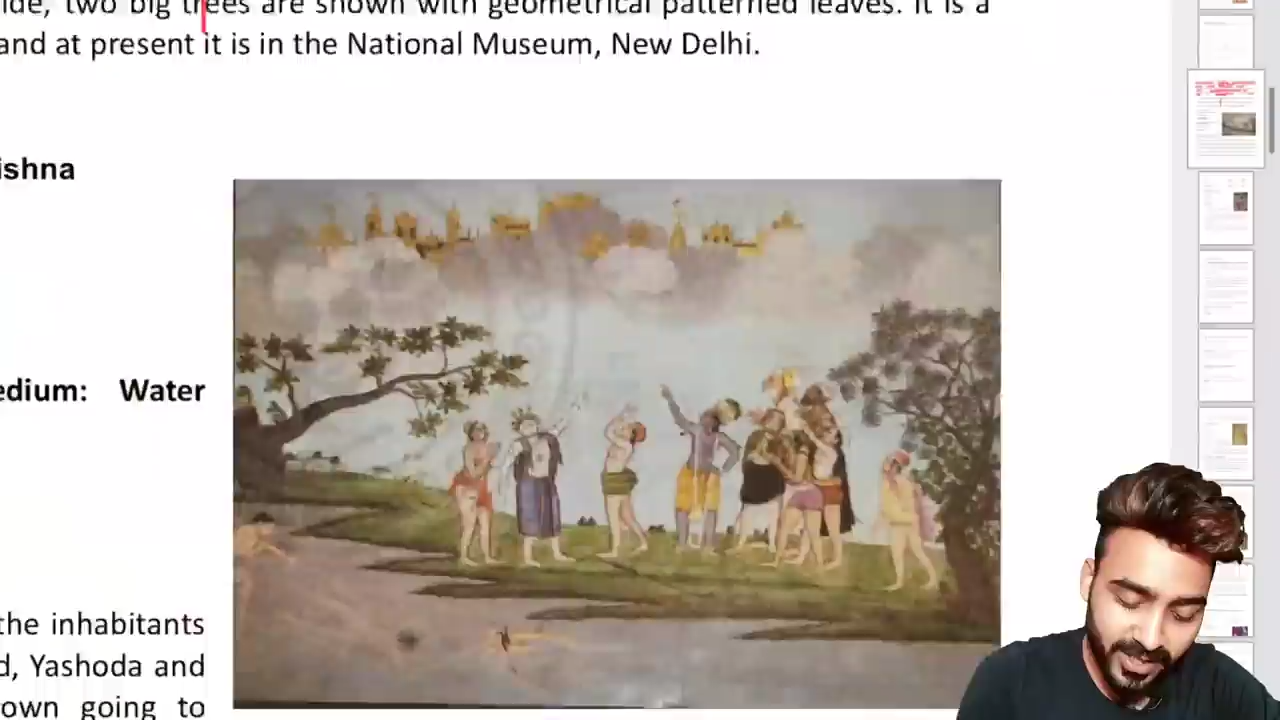 ide, two big trees are shown with geometrical patterned leaves. It is a
and at present it is in the National Museum, New Delhi.
ishna
edium: Water
the inhabitants
d, Yashoda and
own going to